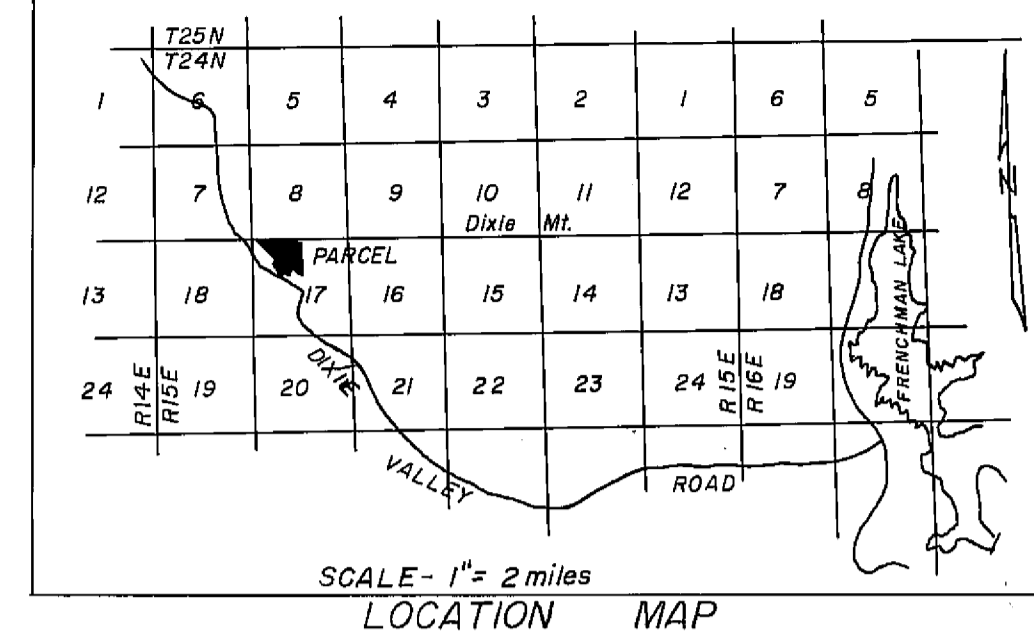 T25N
T24N
1 6 5 4 3 2 1 6 5
12 7 8 9 10 11 12 7 8
Dixie Mt.
PARCEL
13 18 17 16 15 14 13 18
FRENCHMAN LAKE
N
24 R14E R15E 19 20 21 22 23 24 R15E R16E 19
DIXIE
VALLEY
ROAD
SCALE- 1"= 2 miles
LOCATION MAP